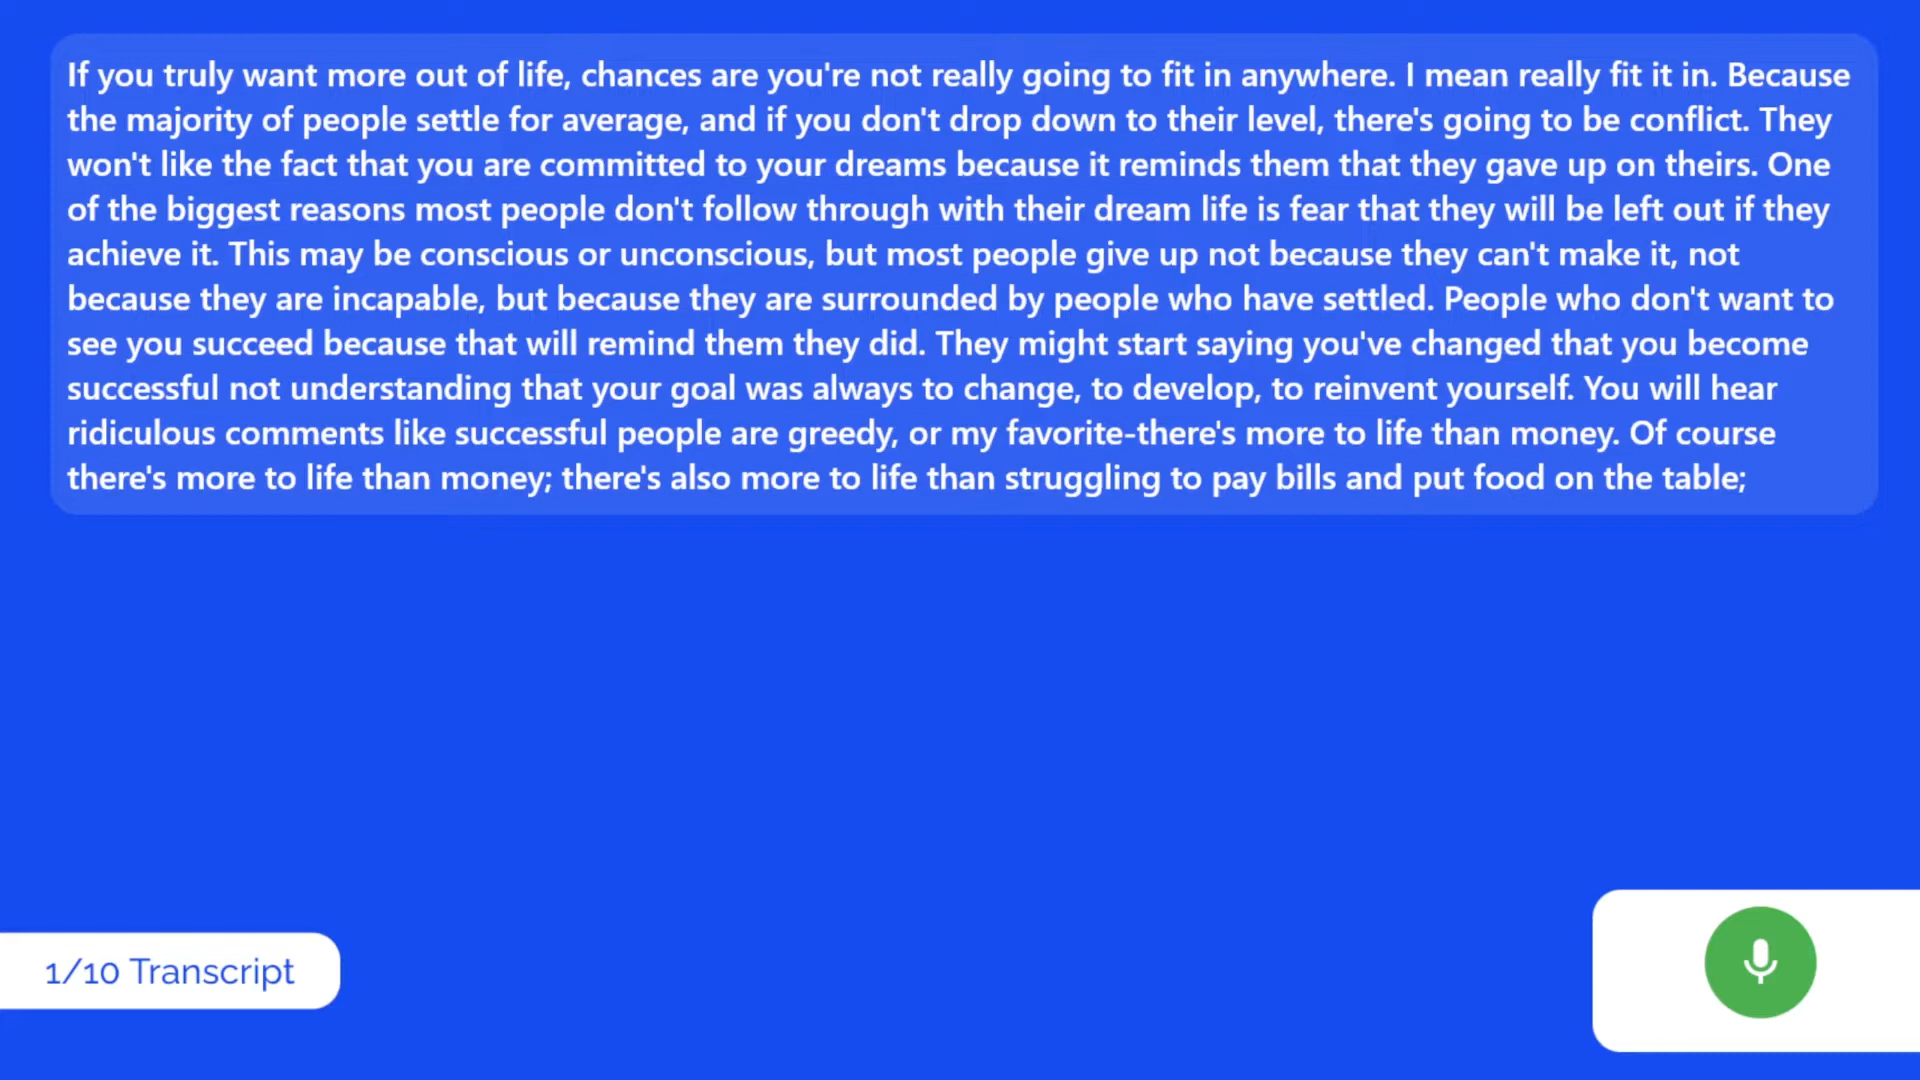 If you truly want more out of life, chances are you're not really going to fit in anywhere. I mean really fit it in. Because
the majority of people settle for average, and if you don't drop down to their level, there's going to be conflict. They
won't like the fact that you are committed to your dreams because it reminds them that they gave up on theirs. One
of the biggest reasons most people don't follow through with their dream life is fear that they will be left out if they
achieve it. This may be conscious or unconscious, but most people give up not because they can't make it, not
because they are incapable, but because they are surrounded by people who have settled. People who don't want to
see you succeed because that will remind them they did. They might start saying you've changed that you become
successful not understanding that your goal was always to change, to develop, to reinvent yourself. You will hear
ridiculous comments like successful people are greedy, or my favorite-there's more to life than money. Of course
there's more to life than money; there's also more to life than struggling to pay bills and put food on the table;
1/10 Transcript